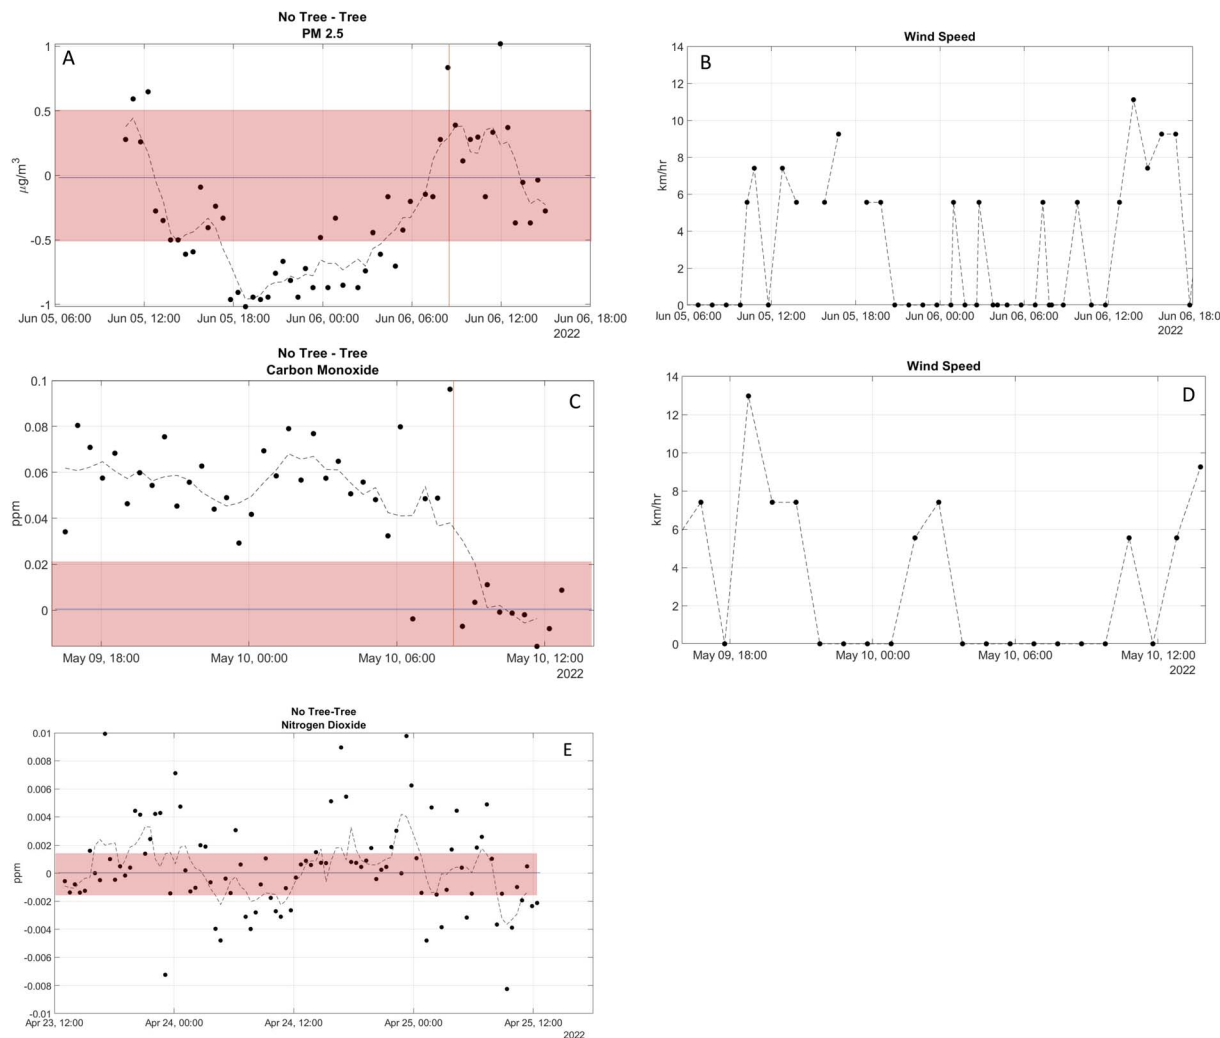 No Tree - Tree
PM 2.5
A
1
0.5
0
-0.5
-1
µg/m3
Jun 05, 06:00 Jun 05, 12:00 Jun 05, 18:00 Jun 06, 00:00 Jun 06, 06:00 Jun 06, 12:00 Jun 06, 18:00
2022
Wind Speed
B
14
12
10
8
6
4
2
0
km/hr
Jun 05, 06:00 Jun 05, 12:00 Jun 05, 18:00 Jun 06, 00:00 Jun 06, 06:00 Jun 06, 12:00 Jun 06, 18:0
2022
No Tree - Tree
Carbon Monoxide
C
0.1
0.08
0.06
0.04
0.02
0
ppm
May 09, 18:00 May 10, 00:00 May 10, 06:00 May 10, 12:00
2022
Wind Speed
D
14
12
10
8
6
4
2
0
km/hr
May 09, 18:00 May 10, 00:00 May 10, 06:00 May 10, 12:00
2022
No Tree-Tree
Nitrogen Dioxide
E
0.01
0.008
0.006
0.004
0.002
0
-0.002
-0.004
-0.006
-0.008
-0.01
ppm
Apr 23, 12:00 Apr 24, 00:00 Apr 24, 12:00 Apr 25, 00:00 Apr 25, 12:00
2022